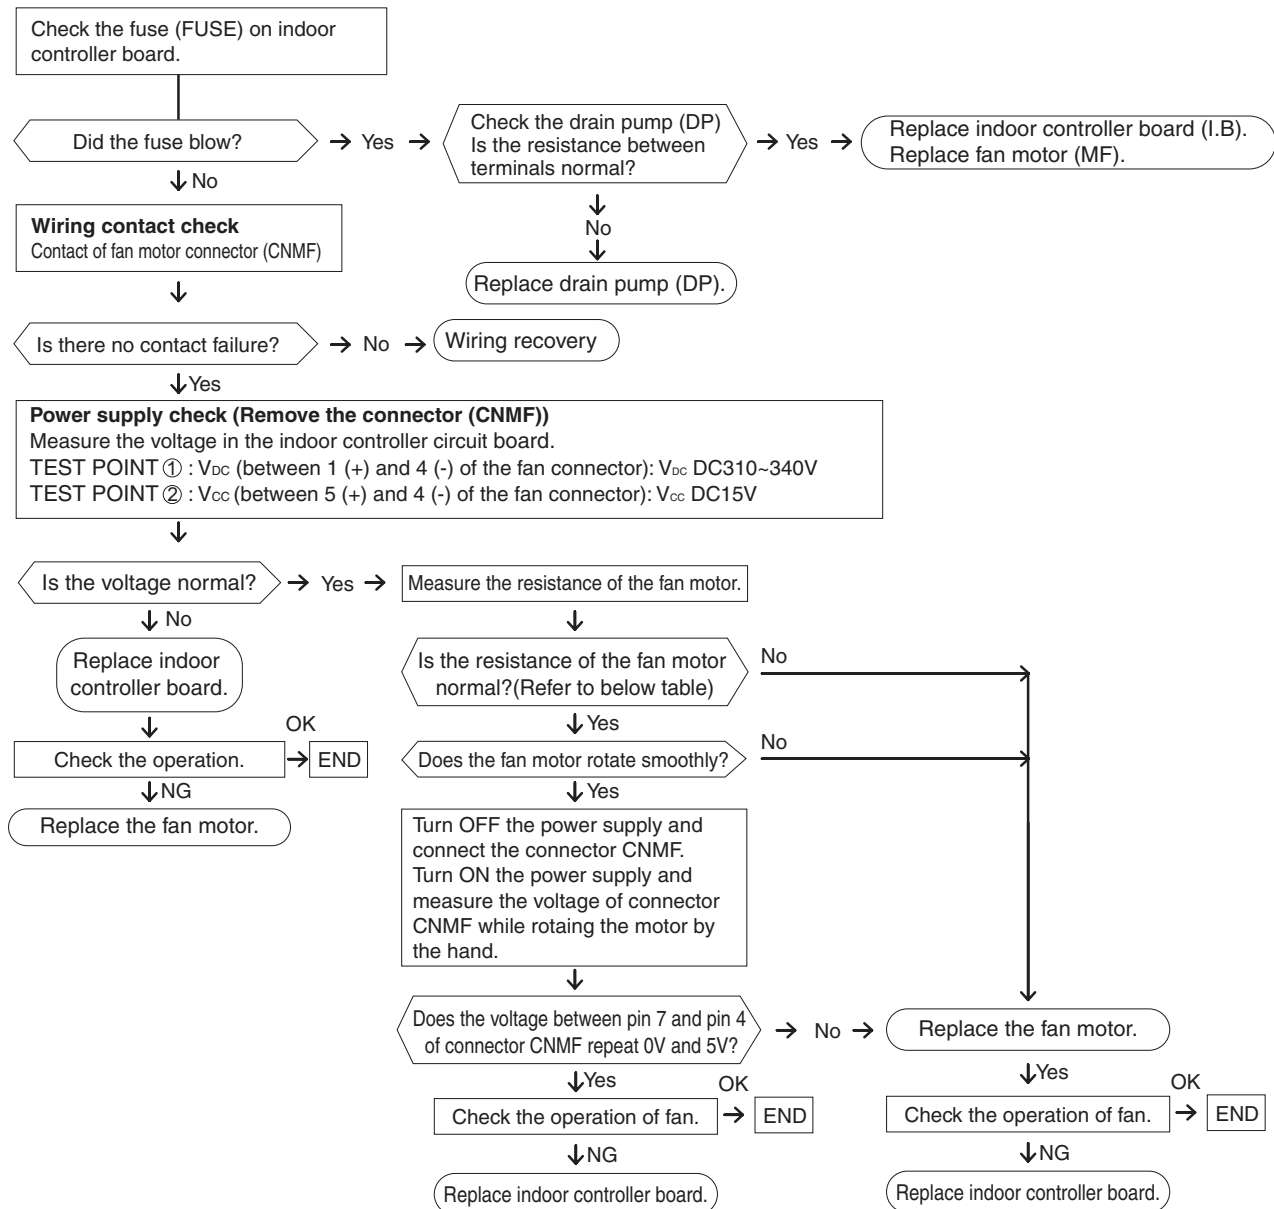 Check the fuse (FUSE) on indoor
controller board.
Did the fuse blow?
Yes
Check the drain pump (DP)
Is the resistance between
terminals normal?
Yes
Replace indoor controller board (I.B).
Replace fan motor (MF).
No
No
Replace drain pump (DP).
Wiring contact check
Contact of fan motor connector (CNMF)
Is there no contact failure?
No
Wiring recovery
Yes
Power supply check (Remove the connector (CNMF))
Measure the voltage in the indoor controller circuit board.
TEST POINT ① : VDC (between 1 (+) and 4 (-) of the fan connector): VDC DC310~340V
TEST POINT ② : VCC (between 5 (+) and 4 (-) of the fan connector): VCC DC15V
Is the voltage normal?
Yes
Measure the resistance of the fan motor.
No
Replace indoor
controller board.
Is the resistance of the fan motor
normal?(Refer to below table)
No
OK
Yes
Check the operation.
END
Does the fan motor rotate smoothly?
No
NG
Yes
Replace the fan motor.
Turn OFF the power supply and
connect the connector CNMF.
Turn ON the power supply and
measure the voltage of connector
CNMF while rotaing the motor by
the hand.
Does the voltage between pin 7 and pin 4
of connector CNMF repeat 0V and 5V?
No
Replace the fan motor.
Yes
OK
Yes
OK
Check the operation of fan.
END
Check the operation of fan.
END
NG
NG
Replace indoor controller board.
Replace indoor controller board.